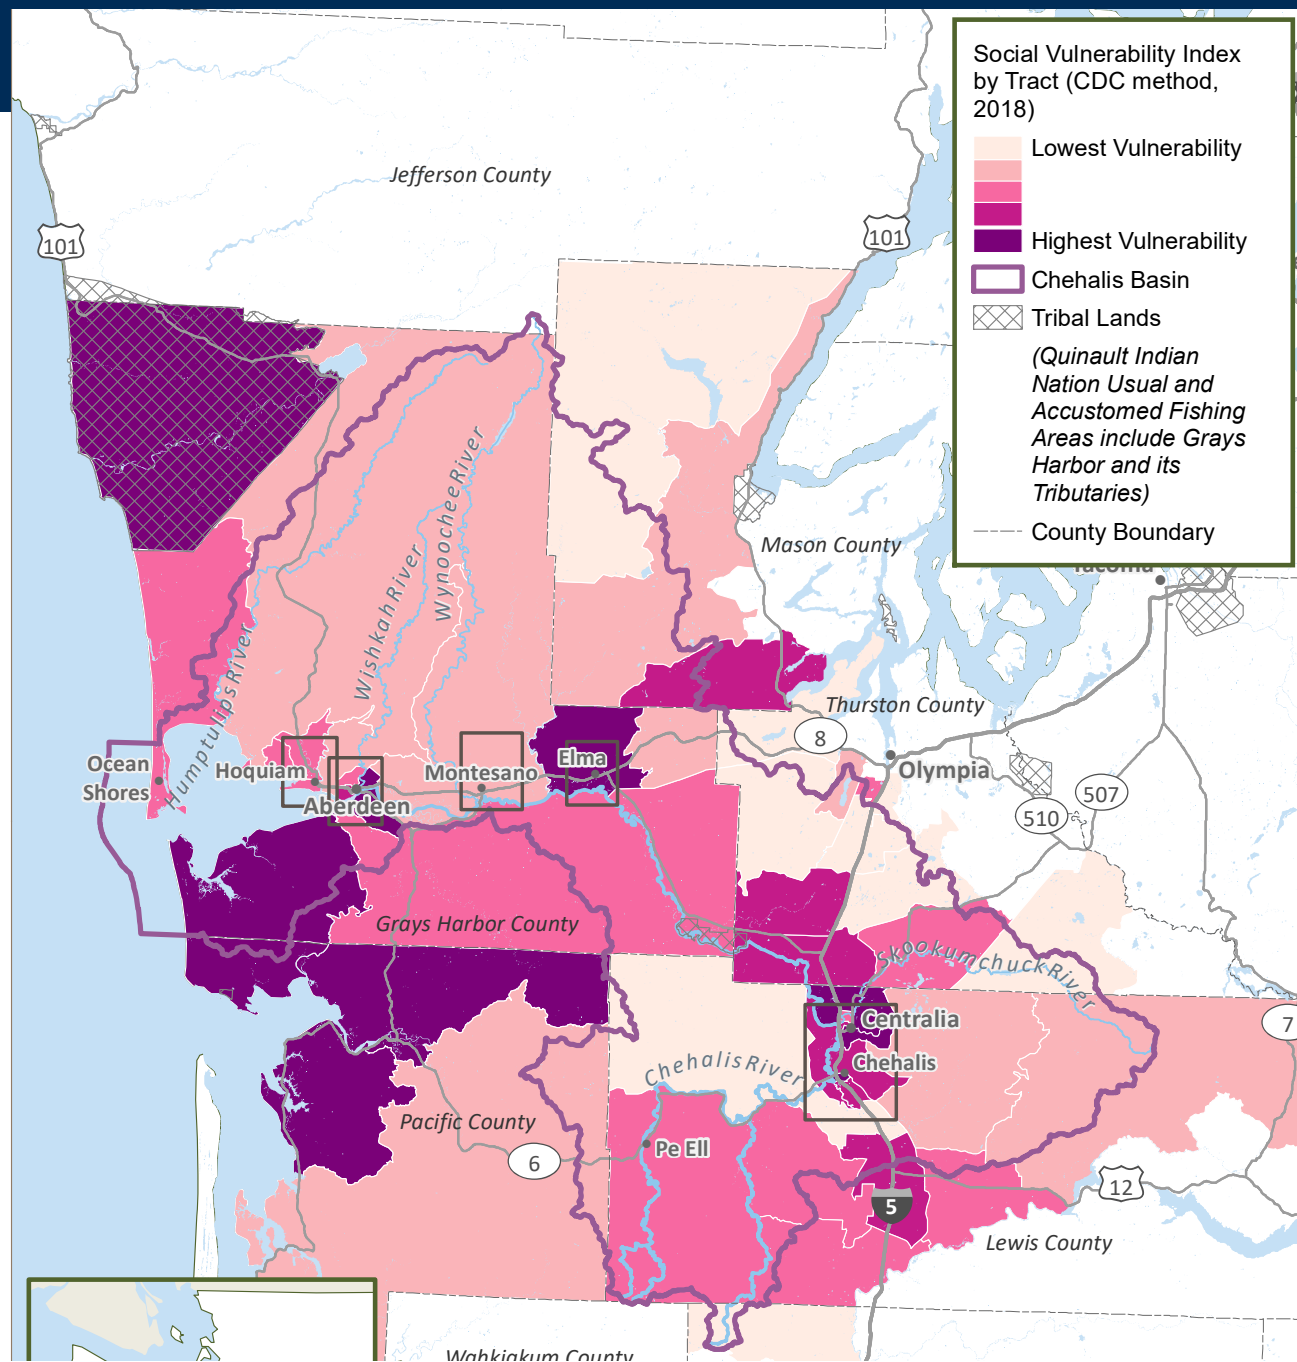 Social Vulnerability Index
by Tract (CDC method,
2018)
Lowest Vulnerability
Highest Vulnerability
Chehalis Basin
Tribal Lands
(Quinault Indian
Nation Usual and
Accustomed Fishing
Areas include Grays
Harbor and its
Tributaries)
County Boundary
Jefferson County
101
101
Mason County
Tacoma
Wynoochee River
Wishkah River
Humptulips River
Thurston County
8
Olympia
507
510
Ocean
Shores
Hoquiam
Aberdeen
Montesano
Elma
Grays Harbor County
Skookumchuck River
Centralia
Chehalis
Chehalis River
7
Pacific County
6
Pe Ell
12
5
Lewis County
Wahkiakum County